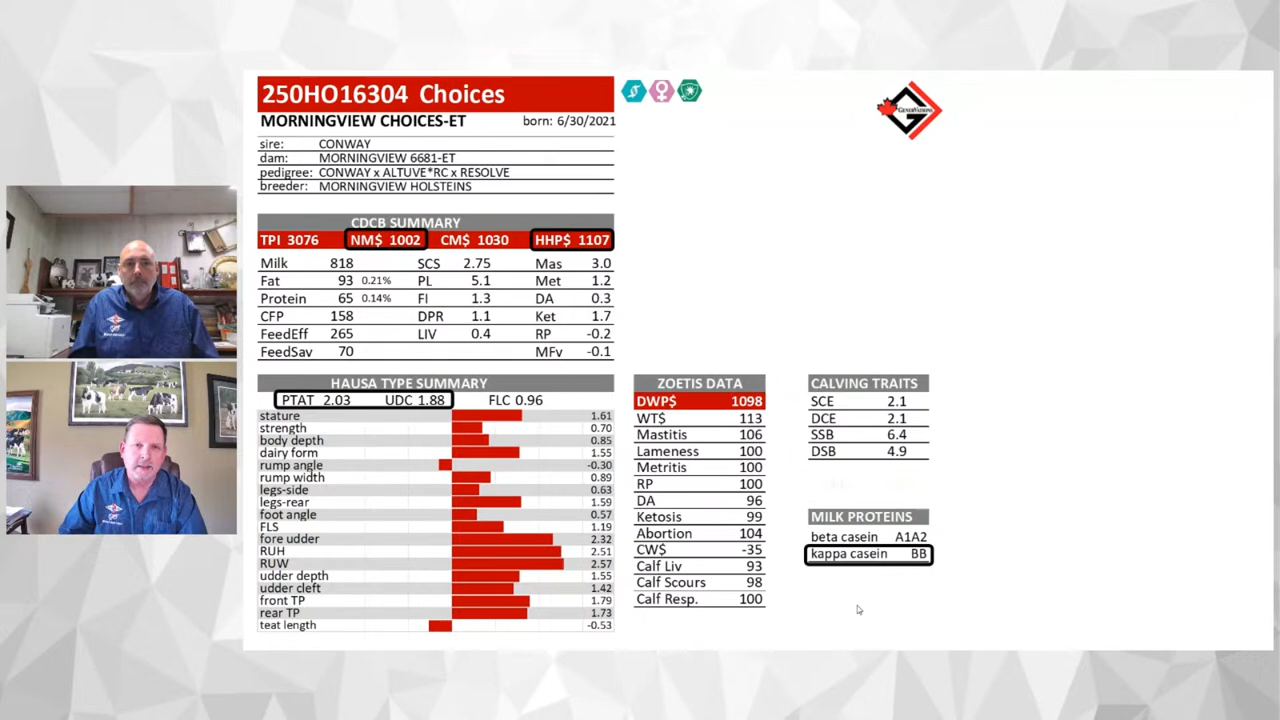 250HO16304 Choices
MORNINGVIEW CHOICES-ET born: 6/30/2021
sire: CONWAY
dam: MORNINGVIEW 6681-ET
pedigree: CONWAY x ALTUVE*RC x RESOLVE
breeder: MORNINGVIEW HOLSTEINS
CDCB SUMMARY
TPI 3076 NM$ 1002 CM$ 1030 HHP$ 1107
Milk 818 SCS 2.75 Mas 3.0
Fat 93 0.21% PL 5.1 Met 1.2
Protein 65 0.14% FI 1.3 DA 0.3
CFP 158 DPR 1.1 Ket 1.7
FeedEff 265 LIV 0.4 RP -0.2
FeedSav 70 MFv -0.1
HAUSA TYPE SUMMARY
PTAT 2.03 UDC 1.88 FLC 0.96
stature 1.61
strength 0.70
body depth 0.85
dairy form 1.55
rump angle -0.30
rump width 0.89
legs-side 0.63
legs-rear 1.59
foot angle 0.57
FLS 1.19
fore udder 2.32
RUH 2.51
RUW 2.57
udder depth 1.55
udder cleft 1.42
front TP 1.79
rear TP 1.73
teat length -0.53
ZOETIS DATA
DWP$ 1098
WT$ 113
Mastitis 106
Lameness 100
Metritis 100
RP 100
DA 96
Ketosis 99
Abortion 104
CW$ -35
Calf Liv 93
Calf Scours 98
Calf Resp. 100
CALVING TRAITS
SCE 2.1
DCE 2.1
SSB 6.4
DSB 4.9
MILK PROTEINS
beta casein A1A2
kappa casein BB
GENERVATIONS